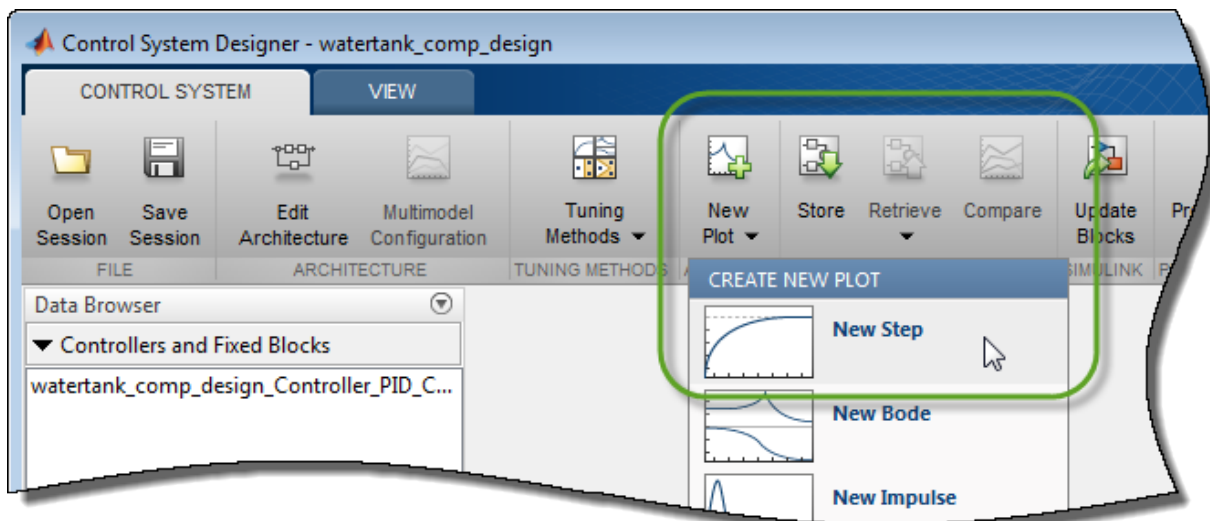 Control System Designer - watertank_comp_design
CONTROL SYSTEM VIEW
Open Session
Save Session
Edit Architecture
Multimodel Configuration
Tuning Methods
New Plot
Store
Retrieve
Compare
Update Blocks
FILE ARCHITECTURE TUNING METHODS SIMULINK
CREATE NEW PLOT
Data Browser
New Step
Controllers and Fixed Blocks
watertank_comp_design_Controller_PID_C...
New Bode
New Impulse